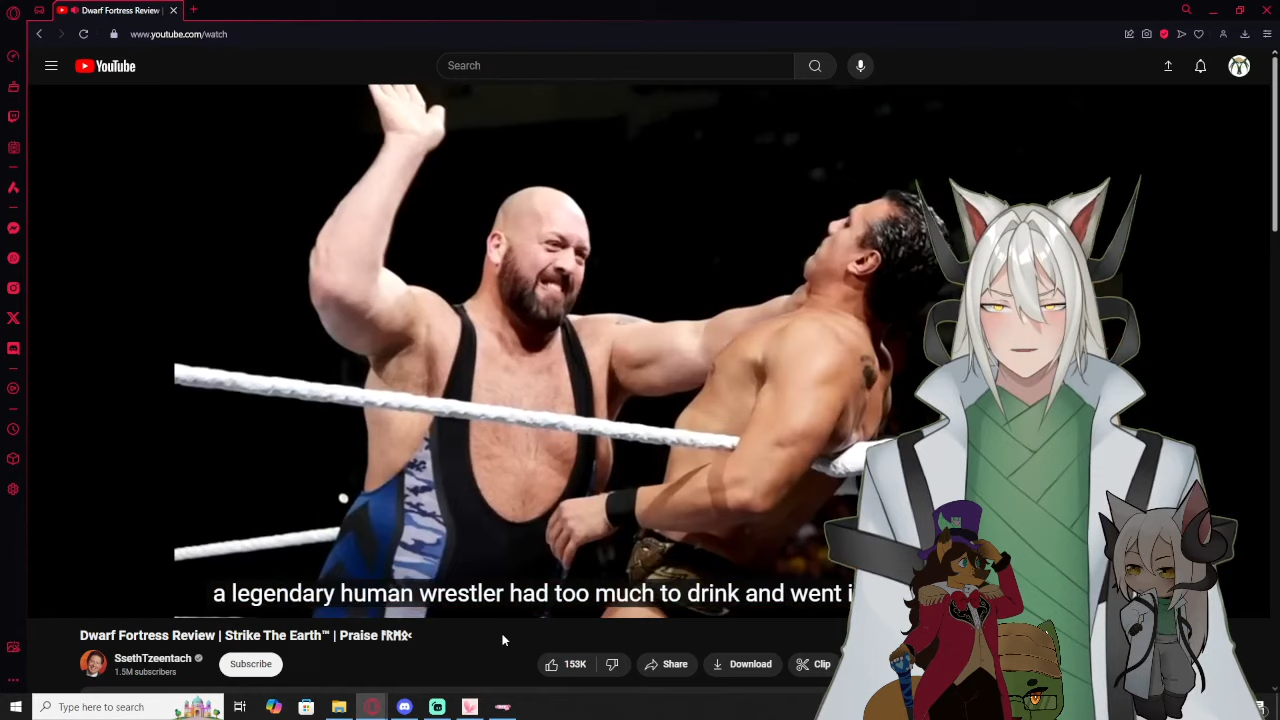 Dwarf Fortress Review |
www.youtube.com/watch
YouTube
Search
a legendary human wrestler had too much to drink and went i
Dwarf Fortress Review | Strike The Earth™ | Praise
SsethTzeentach
1.5M subscribers
Subscribe
153K
Share
Download
Clip
Type here to search